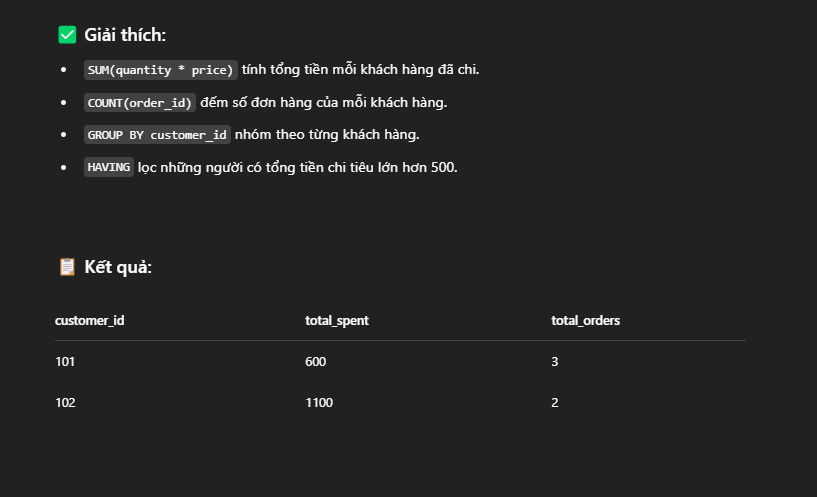 ✅ Giải thích:
• SUM(quantity * price) tính tổng tiền mỗi khách hàng đã chi.
• COUNT(order_id) đếm số đơn hàng của mỗi khách hàng.
• GROUP BY customer_id nhóm theo từng khách hàng.
• HAVING lọc những người có tổng tiền chi tiêu lớn hơn 500.
📋 Kết quả:
customer_id total_spent total_orders
101 600 3
102 1100 2